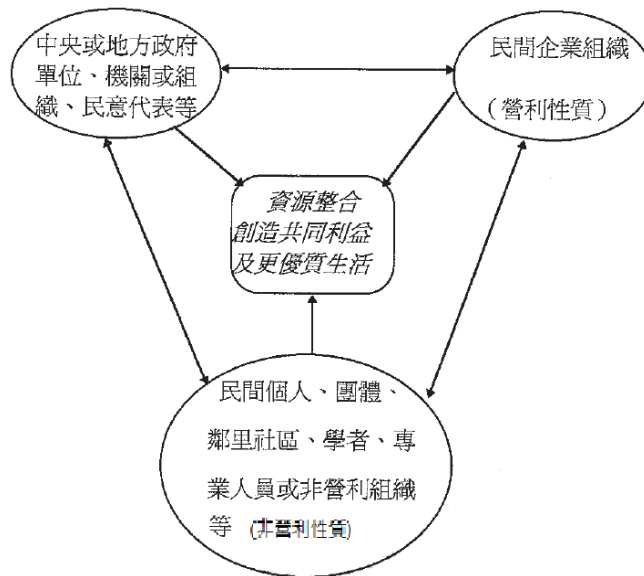 中央或地方政府
單位、機關或組
織、民意代表等
民間企業組織
（營利性質）
資源整合
創造共同利益
及更優質生活
民間個人、團體、
鄰里社區、學者、專
業人員或非營利組織
等 (非營利性質)